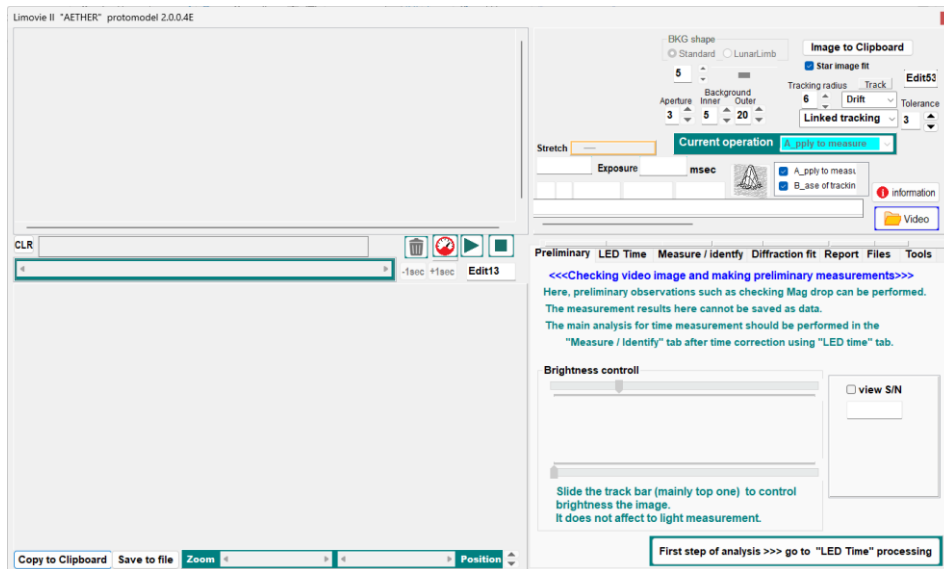 Limovie II "AETHER" protomodel 2.0.0.4E
BKG shape
Standard LunarLimb
Image to Clipboard
Star image fit
5
Edit53
Tracking radius Track
Background
Aperture Inner Outer
6 Drift
Tolerance
3 5 20
Linked tracking 3
Current operation A_pply to measure
Stretch
Exposure msec
A_pply to measu
B_ase of trackin
information
Video
CLR
-1sec +1sec Edit13
Preliminary LED Time Measure / identfy Diffraction fit Report Files Tools
<<<Checking video image and making preliminary measurements>>>
Here, preliminary observations such as checking Mag drop can be performed.
The measurement results here cannot be saved as data.
The main analysis for time measurement should be performed in the
"Measure / Identify" tab after time correction using "LED time" tab.
Brightness controll
view S/N
Slide the track bar (mainly top one) to control
brightness the image.
It does not affect to light measurement.
Copy to Clipboard Save to file Zoom Position
First step of analysis >>> go to "LED Time" processing